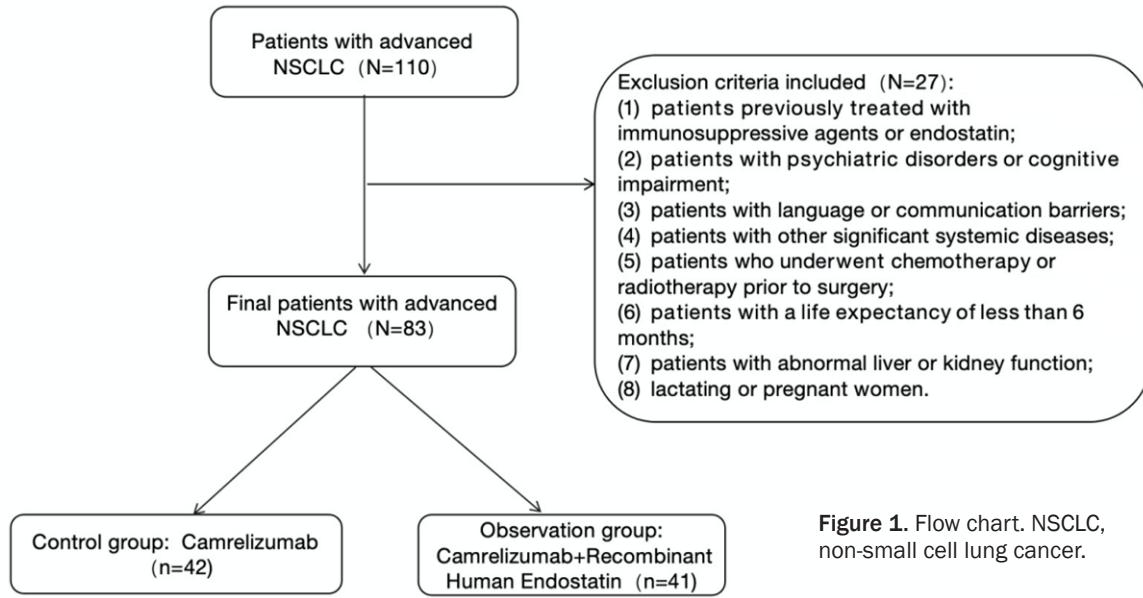 Patients with advanced
NSCLC (N=110)
Exclusion criteria included (N=27):
(1) patients previously treated with
immunosuppressive agents or endostatin;
(2) patients with psychiatric disorders or cognitive
impairment;
(3) patients with language or communication barriers;
(4) patients with other significant systemic diseases;
(5) patients who underwent chemotherapy or
radiotherapy prior to surgery;
(6) patients with a life expectancy of less than 6
months;
(7) patients with abnormal liver or kidney function;
(8) lactating or pregnant women.
Final patients with advanced
NSCLC (N=83)
Control group: Camrelizumab
(n=42)
Observation group:
Camrelizumab+Recombinant
Human Endostatin (n=41)
Figure 1. Flow chart. NSCLC,
non-small cell lung cancer.